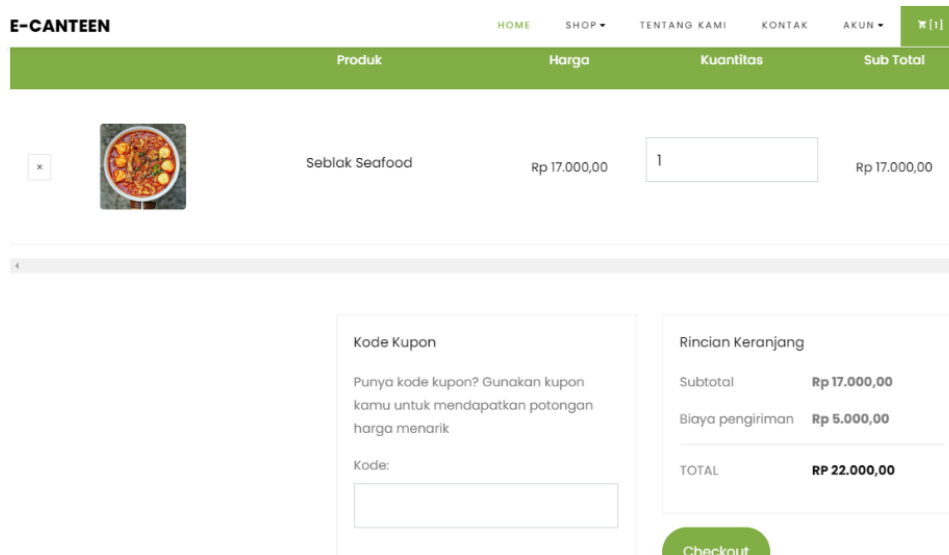 E-CANTEEN
HOME SHOP TENTANG KAMI KONTAK AKUN [1]
Produk Harga Kuantitas Sub Total
× Seblak Seafood Rp 17.000,00 1 Rp 17.000,00
Kode Kupon
Punya kode kupon? Gunakan kupon
kamu untuk mendapatkan potongan
harga menarik
Kode:
Rincian Keranjang
Subtotal Rp 17.000,00
Biaya pengiriman Rp 5.000,00
TOTAL RP 22.000,00
Checkout